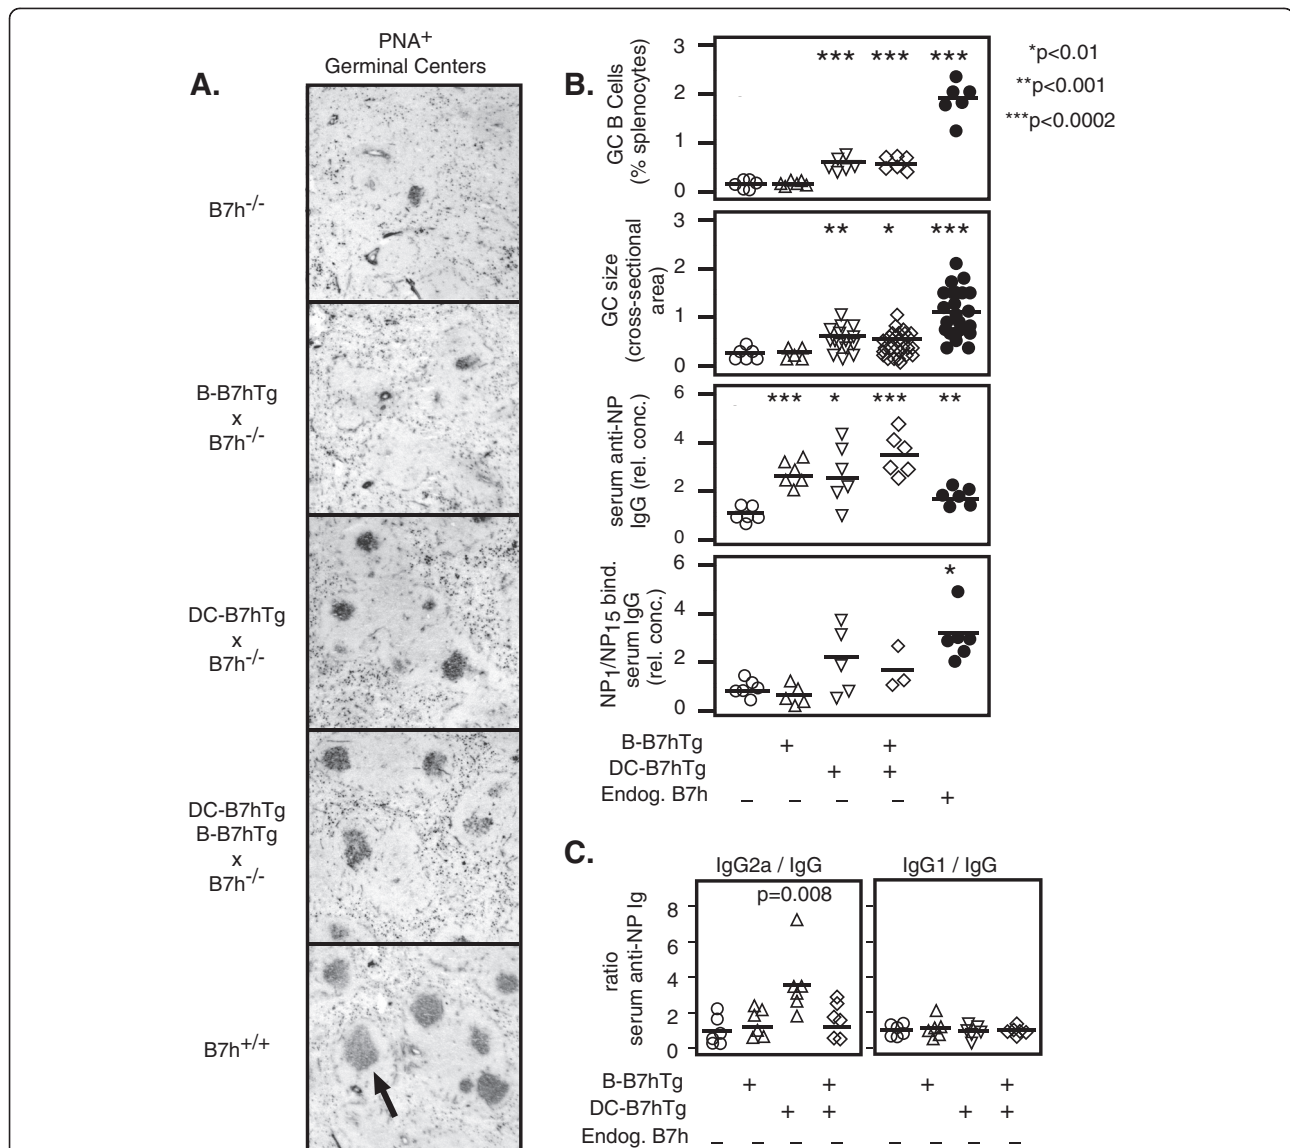 A.
PNA+
Germinal Centers
B7h-/-
B-B7hTg
x
B7h-/-
DC-B7hTg
x
B7h-/-
DC-B7hTg
B-B7hTg
x
B7h-/-
B7h+/+
B.
*p<0.01
**p<0.001
***p<0.0002
GC B Cells
(% splenocytes)
3
2
1
0
*** *** ***
GC size
(cross-sectional
area)
3
2
1
0
** * ***
serum anti-NP
IgG (rel. conc.)
6
4
2
0
*** * *** **
NP1/NP15 bind.
serum IgG
(rel. conc.)
6
4
2
0
*
B-B7hTg + +
DC-B7hTg + +
Endog. B7h – – – – +
C.
IgG2a / IgG
IgG1 / IgG
p=0.008
ratio
serum anti-NP Ig
8
6
4
2
0
B-B7hTg + + + +
DC-B7hTg + + + +
Endog. B7h – – – – – – – –